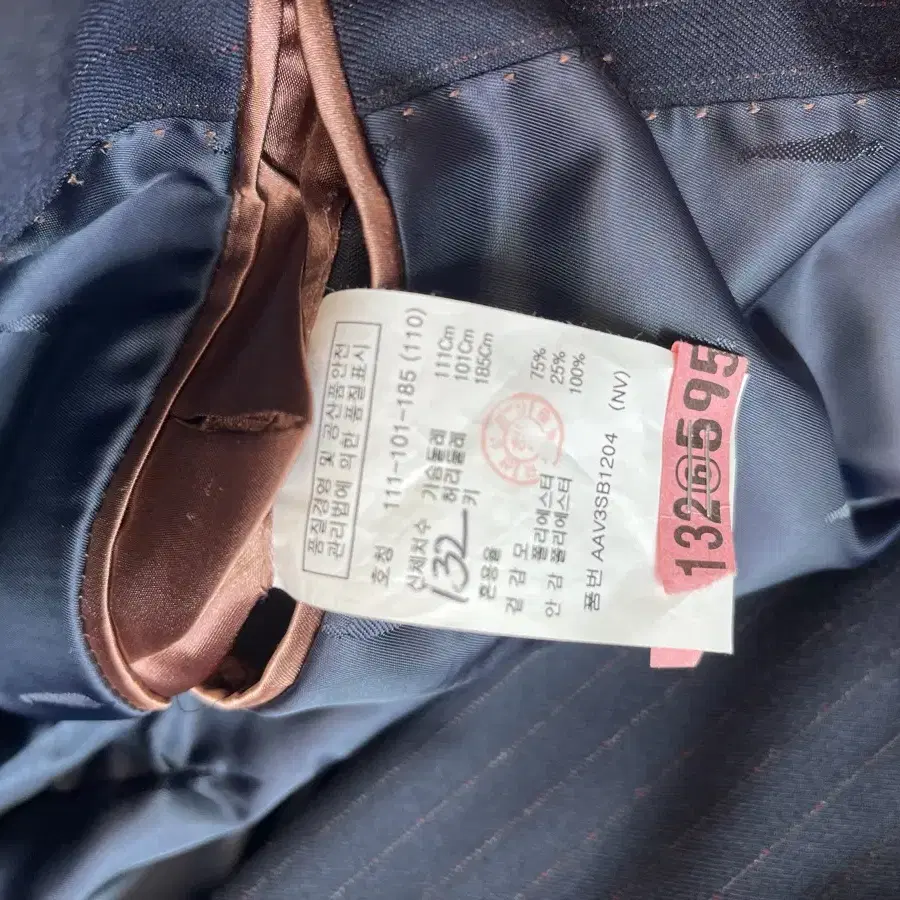 품질경영 및 공산품안전
관리법에 의한 품질표시
호칭 111-101-185 (110)
신체치수 가슴둘레 111Cm
허리둘레 101Cm
키 185Cm
132
혼용율
겉 감 모 75%
폴리에스터 25%
안 감 폴리에스터 100%
품번 AAV3SB1204 (NV)
1326595